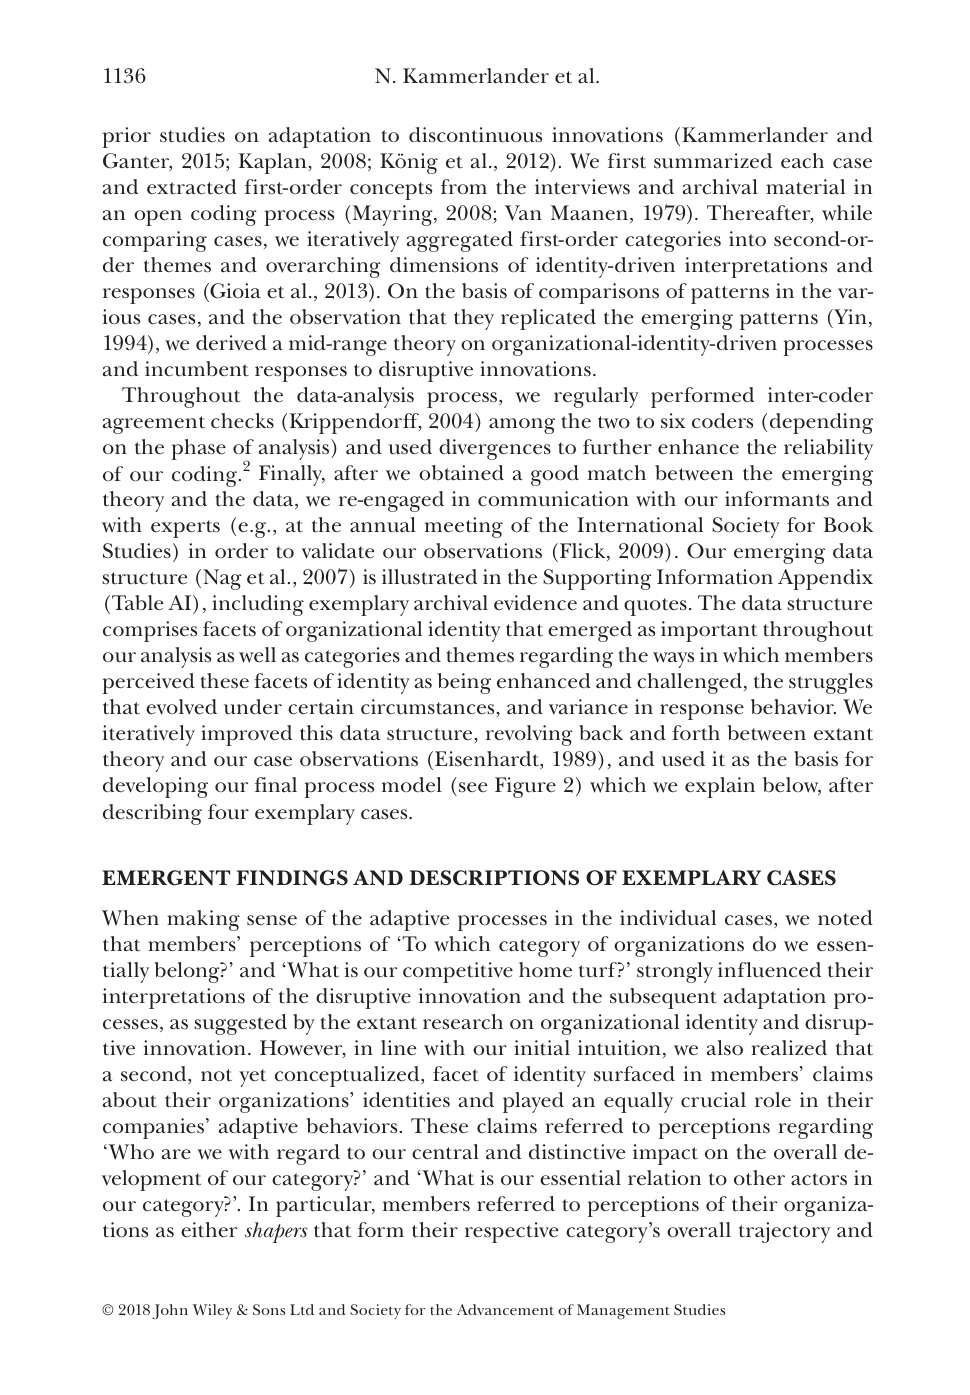 1136
N. Kammerlander et al.
prior studies on adaptation to discontinuous innovations (Kammerlander and
Ganter, 2015; Kaplan, 2008; König et al., 2012). We first summarized each case
and extracted first-order concepts from the interviews and archival material in
an open coding process (Mayring, 2008; Van Maanen, 1979). Thereafter, while
comparing cases, we iteratively aggregated first-order categories into second-or-
der themes and overarching dimensions of identity-driven interpretations and
responses (Gioia et al., 2013). On the basis of comparisons of patterns in the var-
ious cases, and the observation that they replicated the emerging patterns (Yin,
1994), we derived a mid-range theory on organizational-identity-driven processes
and incumbent responses to disruptive innovations.
Throughout the data-analysis process, we regularly performed inter-coder
agreement checks (Krippendorff, 2004) among the two to six coders (depending
on the phase of analysis) and used divergences to further enhance the reliability
of our coding.2 Finally, after we obtained a good match between the emerging
theory and the data, we re-engaged in communication with our informants and
with experts (e.g., at the annual meeting of the International Society for Book
Studies) in order to validate our observations (Flick, 2009). Our emerging data
structure (Nag et al., 2007) is illustrated in the Supporting Information Appendix
(Table AI), including exemplary archival evidence and quotes. The data structure
comprises facets of organizational identity that emerged as important throughout
our analysis as well as categories and themes regarding the ways in which members
perceived these facets of identity as being enhanced and challenged, the struggles
that evolved under certain circumstances, and variance in response behavior. We
iteratively improved this data structure, revolving back and forth between extant
theory and our case observations (Eisenhardt, 1989), and used it as the basis for
developing our final process model (see Figure 2) which we explain below, after
describing four exemplary cases.
EMERGENT FINDINGS AND DESCRIPTIONS OF EXEMPLARY CASES
When making sense of the adaptive processes in the individual cases, we noted
that members' perceptions of 'To which category of organizations do we essen-
tially belong?' and 'What is our competitive home turf?' strongly influenced their
interpretations of the disruptive innovation and the subsequent adaptation pro-
cesses, as suggested by the extant research on organizational identity and disrup-
tive innovation. However, in line with our initial intuition, we also realized that
a second, not yet conceptualized, facet of identity surfaced in members' claims
about their organizations' identities and played an equally crucial role in their
companies' adaptive behaviors. These claims referred to perceptions regarding
'Who are we with regard to our central and distinctive impact on the overall de-
velopment of our category?' and 'What is our essential relation to other actors in
our category?'. In particular, members referred to perceptions of their organiza-
tions as either shapers that form their respective category's overall trajectory and
© 2018 John Wiley & Sons Ltd and Society for the Advancement of Management Studies